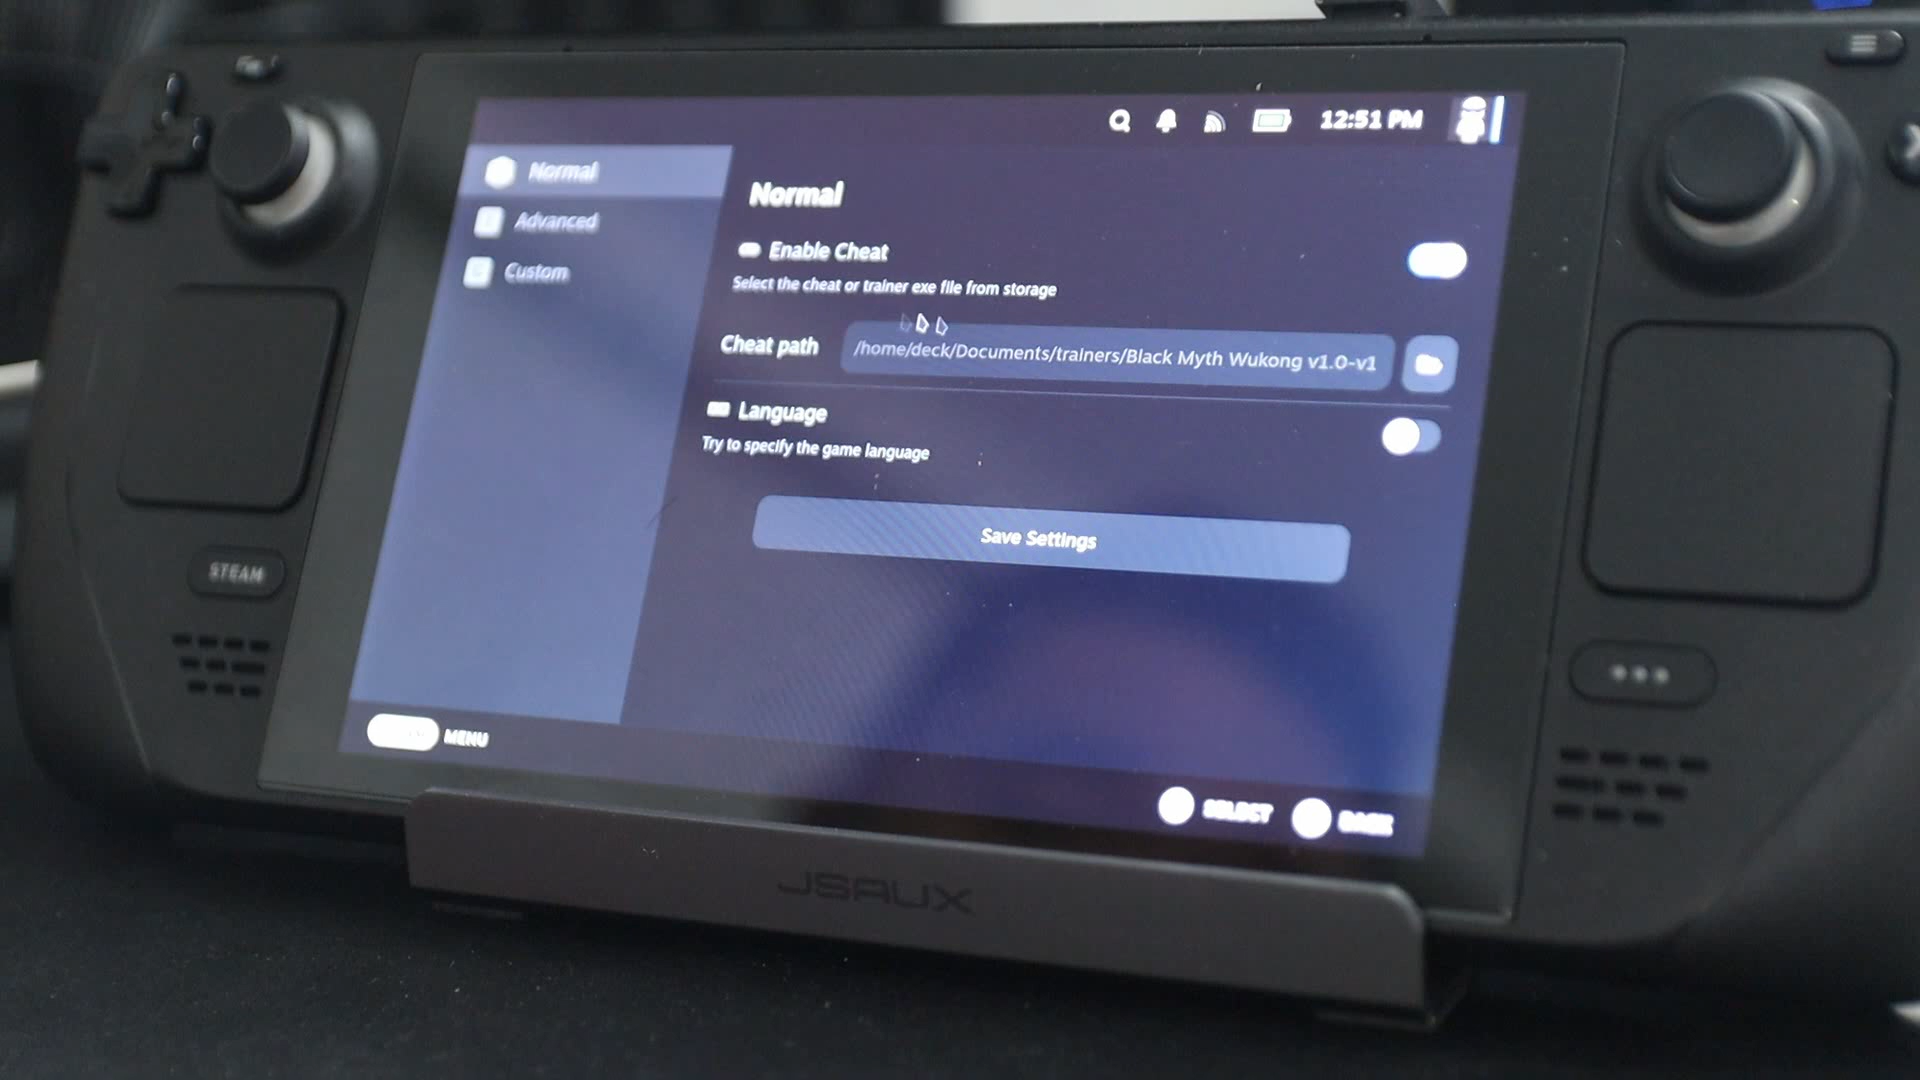 12:51 PM
Normal
Advanced
Custom
Normal
Enable Cheat
Select the cheat or trainer exe file from storage
Cheat path
/home/deck/Documents/trainers/Black Myth Wukong v1.0-v1
Language
Try to specify the game language
Save Settings
MENU
SELECT
BACK
STEAM
JSAUX